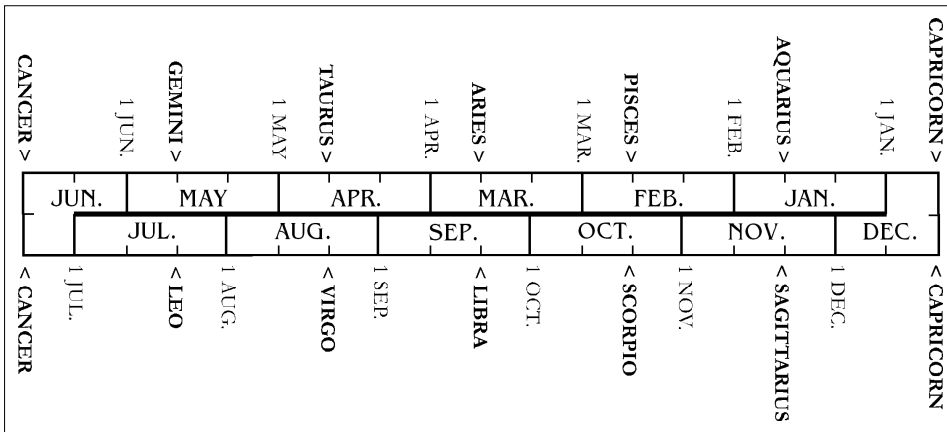 CANCER >
1 JUN.
GEMINI >
1 MAY
TAURUS >
1 APR.
ARIES >
1 MAR.
PISCES >
1 FEB.
AQUARIUS >
1 JAN.
CAPRICORN >
JUN. MAY APR. MAR. FEB. JAN.
JUL. AUG. SEP. OCT. NOV. DEC.
< CANCER
1 JUL.
< LEO
1 AUG.
< VIRGO
1 SEP.
< LIBRA
1 OCT.
< SCORPIO
1 NOV.
< SAGITTARIUS
1 DEC.
< CAPRICORN